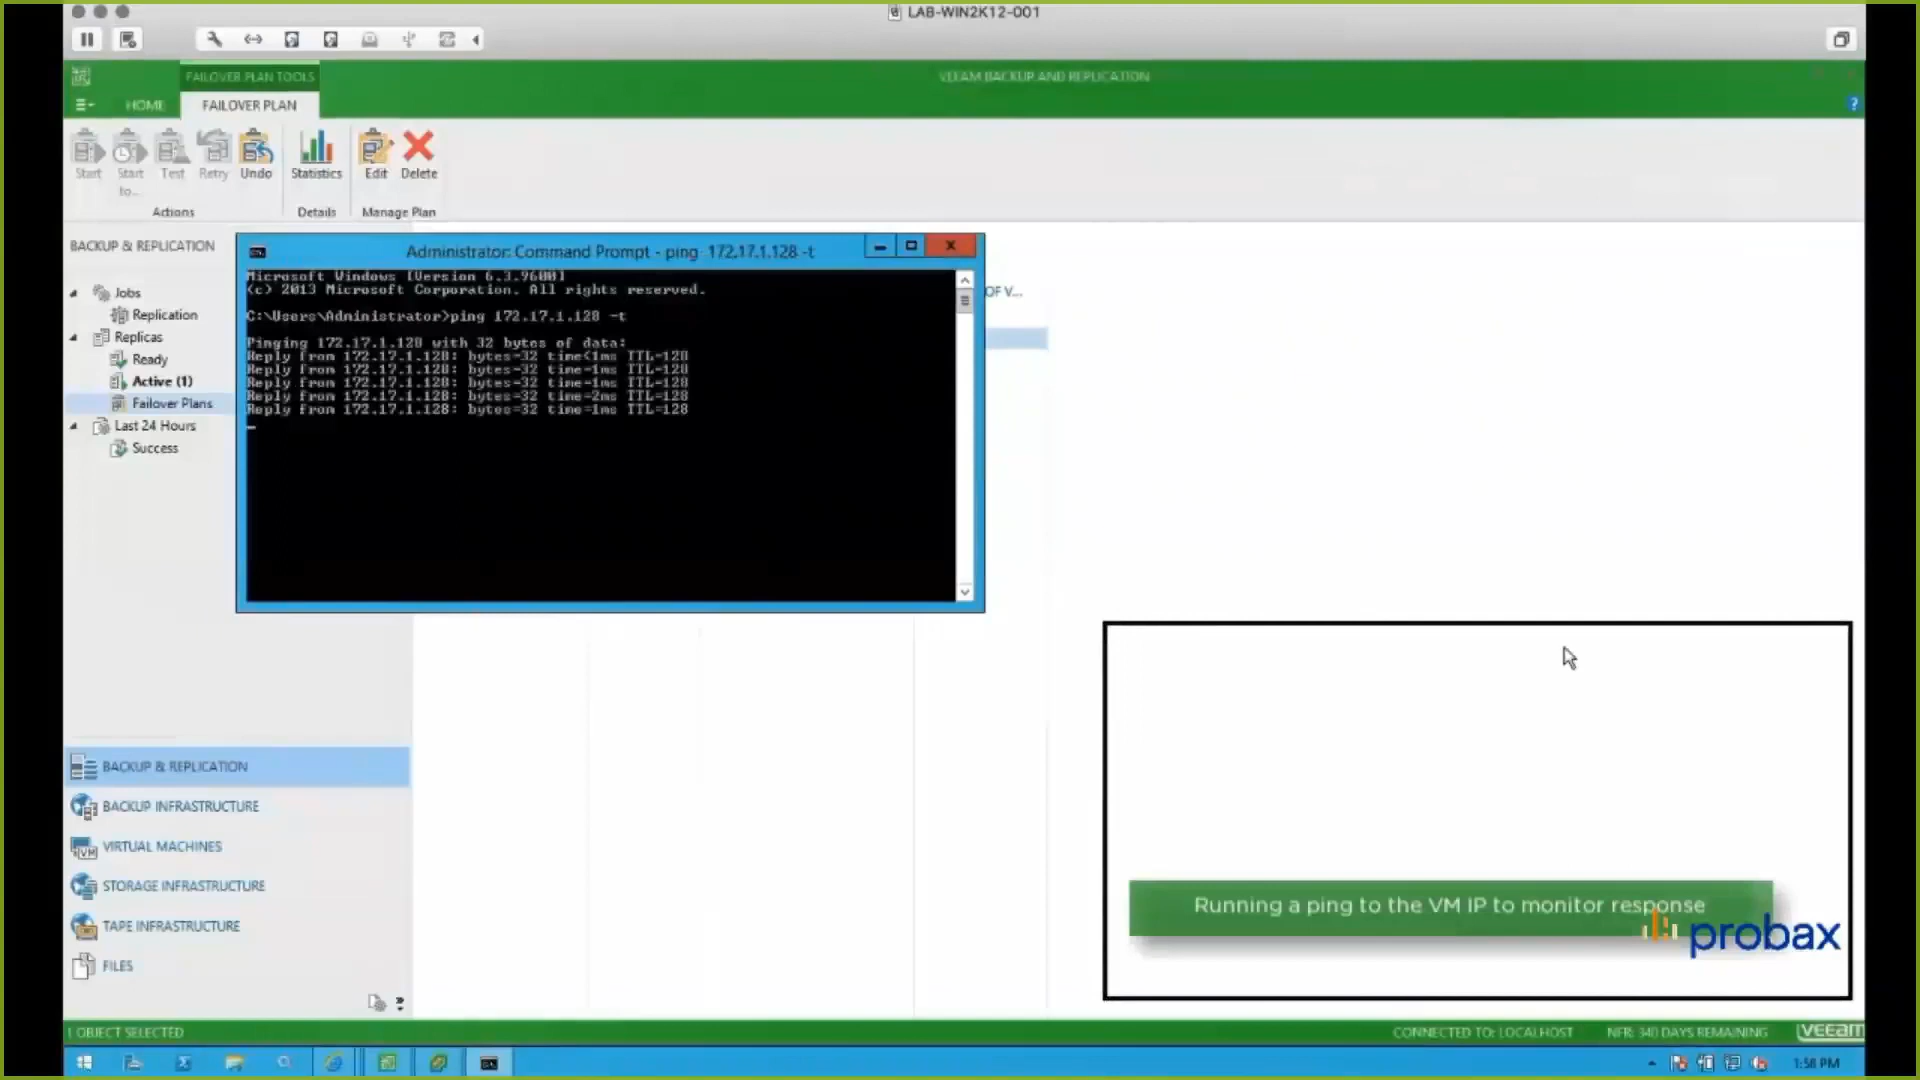 LAB-WIN2K12-001
FAILOVER PLAN TOOLS
VEEAM BACKUP AND REPLICATION
HOME
FAILOVER PLAN
?
Start
Start to...
Test
Retry
Undo
Statistics
Edit
Delete
Actions
Details
Manage Plan
BACKUP & REPLICATION
Jobs
Replication
Replicas
Ready
Active (1)
Failover Plans
Last 24 Hours
Success
Administrator: Command Prompt - ping 172.17.1.128 -t
Microsoft Windows [Version 6.3.9600]
(c) 2013 Microsoft Corporation. All rights reserved.
C:\Users\Administrator>ping 172.17.1.128 -t
Pinging 172.17.1.128 with 32 bytes of data:
Reply from 172.17.1.128: bytes=32 time<1ms TTL=128
Reply from 172.17.1.128: bytes=32 time=1ms TTL=128
Reply from 172.17.1.128: bytes=32 time=1ms TTL=128
Reply from 172.17.1.128: bytes=32 time=2ms TTL=128
Reply from 172.17.1.128: bytes=32 time=1ms TTL=128
OF V...
BACKUP & REPLICATION
BACKUP INFRASTRUCTURE
VIRTUAL MACHINES
STORAGE INFRASTRUCTURE
TAPE INFRASTRUCTURE
FILES
Running a ping to the VM IP to monitor response
probax
1 OBJECT SELECTED
CONNECTED TO: LOCALHOST
NFR: 340 DAYS REMAINING
veeam
1:58 PM